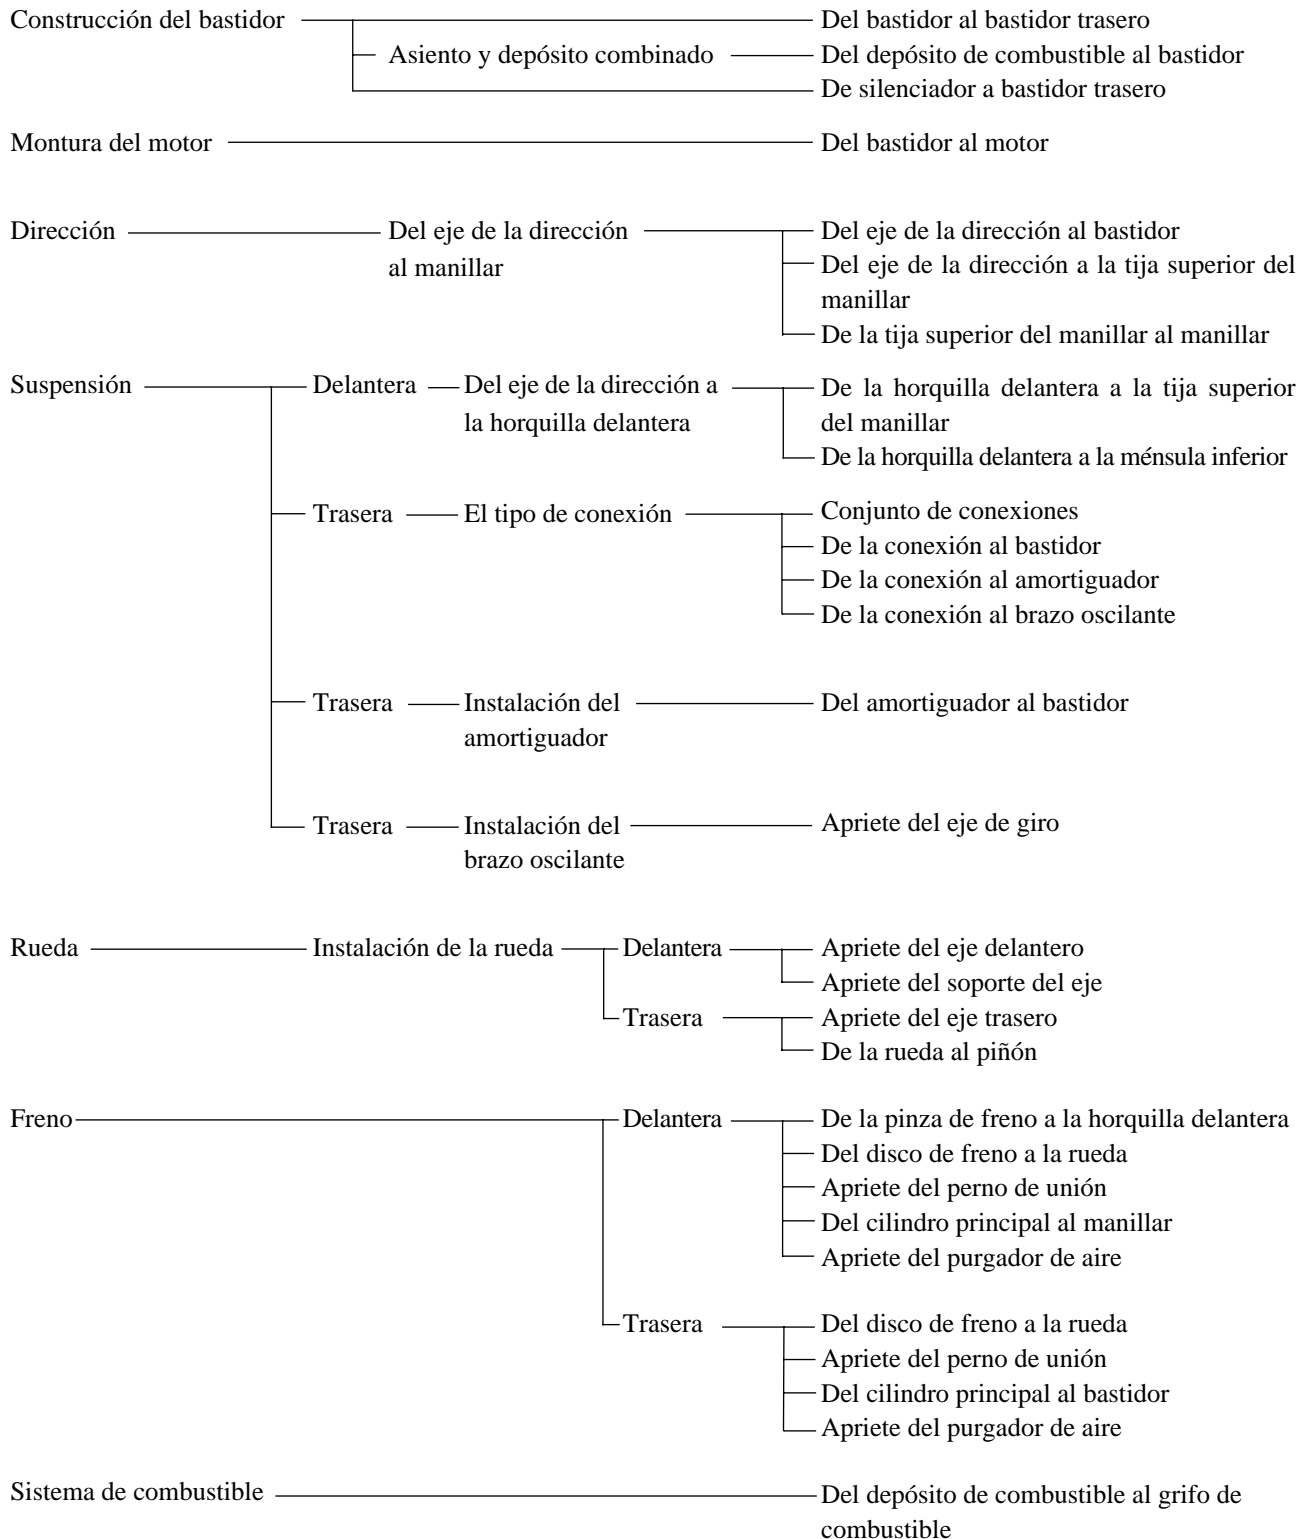 Construcción del bastidor
Del bastidor al bastidor trasero
Asiento y depósito combinado
Del depósito de combustible al bastidor
De silenciador a bastidor trasero
Montura del motor
Del bastidor al motor
Dirección
Del eje de la dirección
al manillar
Del eje de la dirección al bastidor
Del eje de la dirección a la tija superior del
manillar
De la tija superior del manillar al manillar
Suspensión
Delantera
Del eje de la dirección a
la horquilla delantera
De la horquilla delantera a la tija superior
del manillar
De la horquilla delantera a la ménsula inferior
Trasera
El tipo de conexión
Conjunto de conexiones
De la conexión al bastidor
De la conexión al amortiguador
De la conexión al brazo oscilante
Trasera
Instalación del
amortiguador
Del amortiguador al bastidor
Trasera
Instalación del
brazo oscilante
Apriete del eje de giro
Rueda
Instalación de la rueda
Delantera
Apriete del eje delantero
Apriete del soporte del eje
Trasera
Apriete del eje trasero
De la rueda al piñón
Freno
Delantera
De la pinza de freno a la horquilla delantera
Del disco de freno a la rueda
Apriete del perno de unión
Del cilindro principal al manillar
Apriete del purgador de aire
Trasera
Del disco de freno a la rueda
Apriete del perno de unión
Del cilindro principal al bastidor
Apriete del purgador de aire
Sistema de combustible
Del depósito de combustible al grifo de
combustible